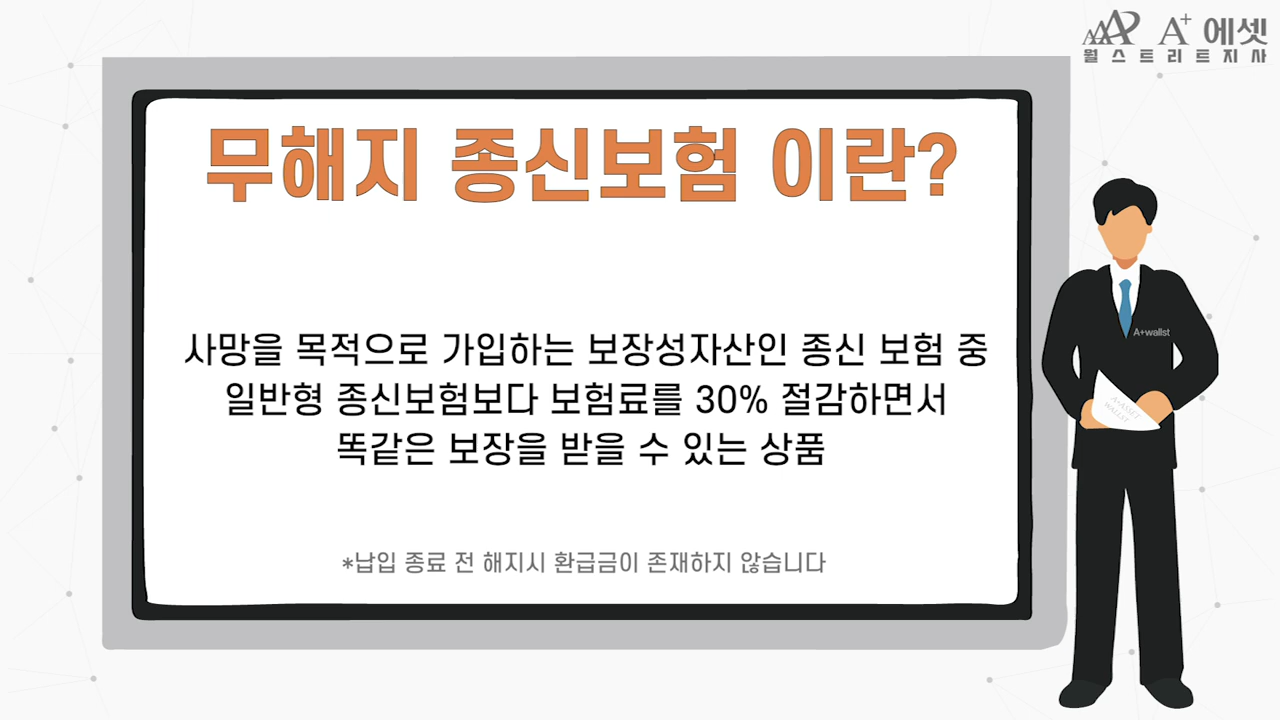 A+ 에셋
월스트리트지사
무해지 종신보험 이란?
사망을 목적으로 가입하는 보장성자산인 종신 보험 중
일반형 종신보험보다 보험료를 30% 절감하면서
똑같은 보장을 받을 수 있는 상품
*납입 종료 전 해지시 환급금이 존재하지 않습니다
A+wallst
A+ASSET
WALLST